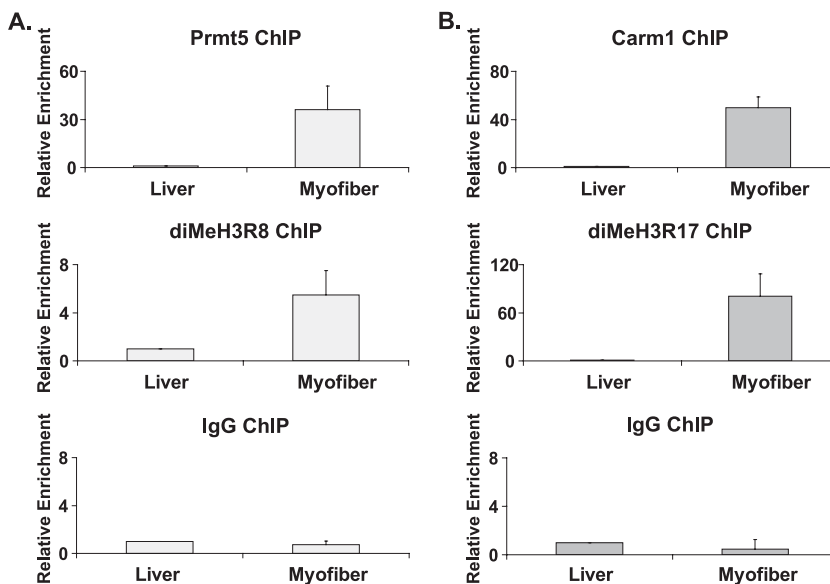 A.
Prmt5 ChIP
Relative Enrichment
60
30
0
Liver Myofiber
diMeH3R8 ChIP
Relative Enrichment
8
4
0
Liver Myofiber
IgG ChIP
Relative Enrichment
8
4
0
Liver Myofiber
B.
Carm1 ChIP
Relative Enrichment
80
40
0
Liver Myofiber
diMeH3R17 ChIP
Relative Enrichment
120
60
0
Liver Myofiber
IgG ChIP
Relative Enrichment
8
4
0
Liver Myofiber